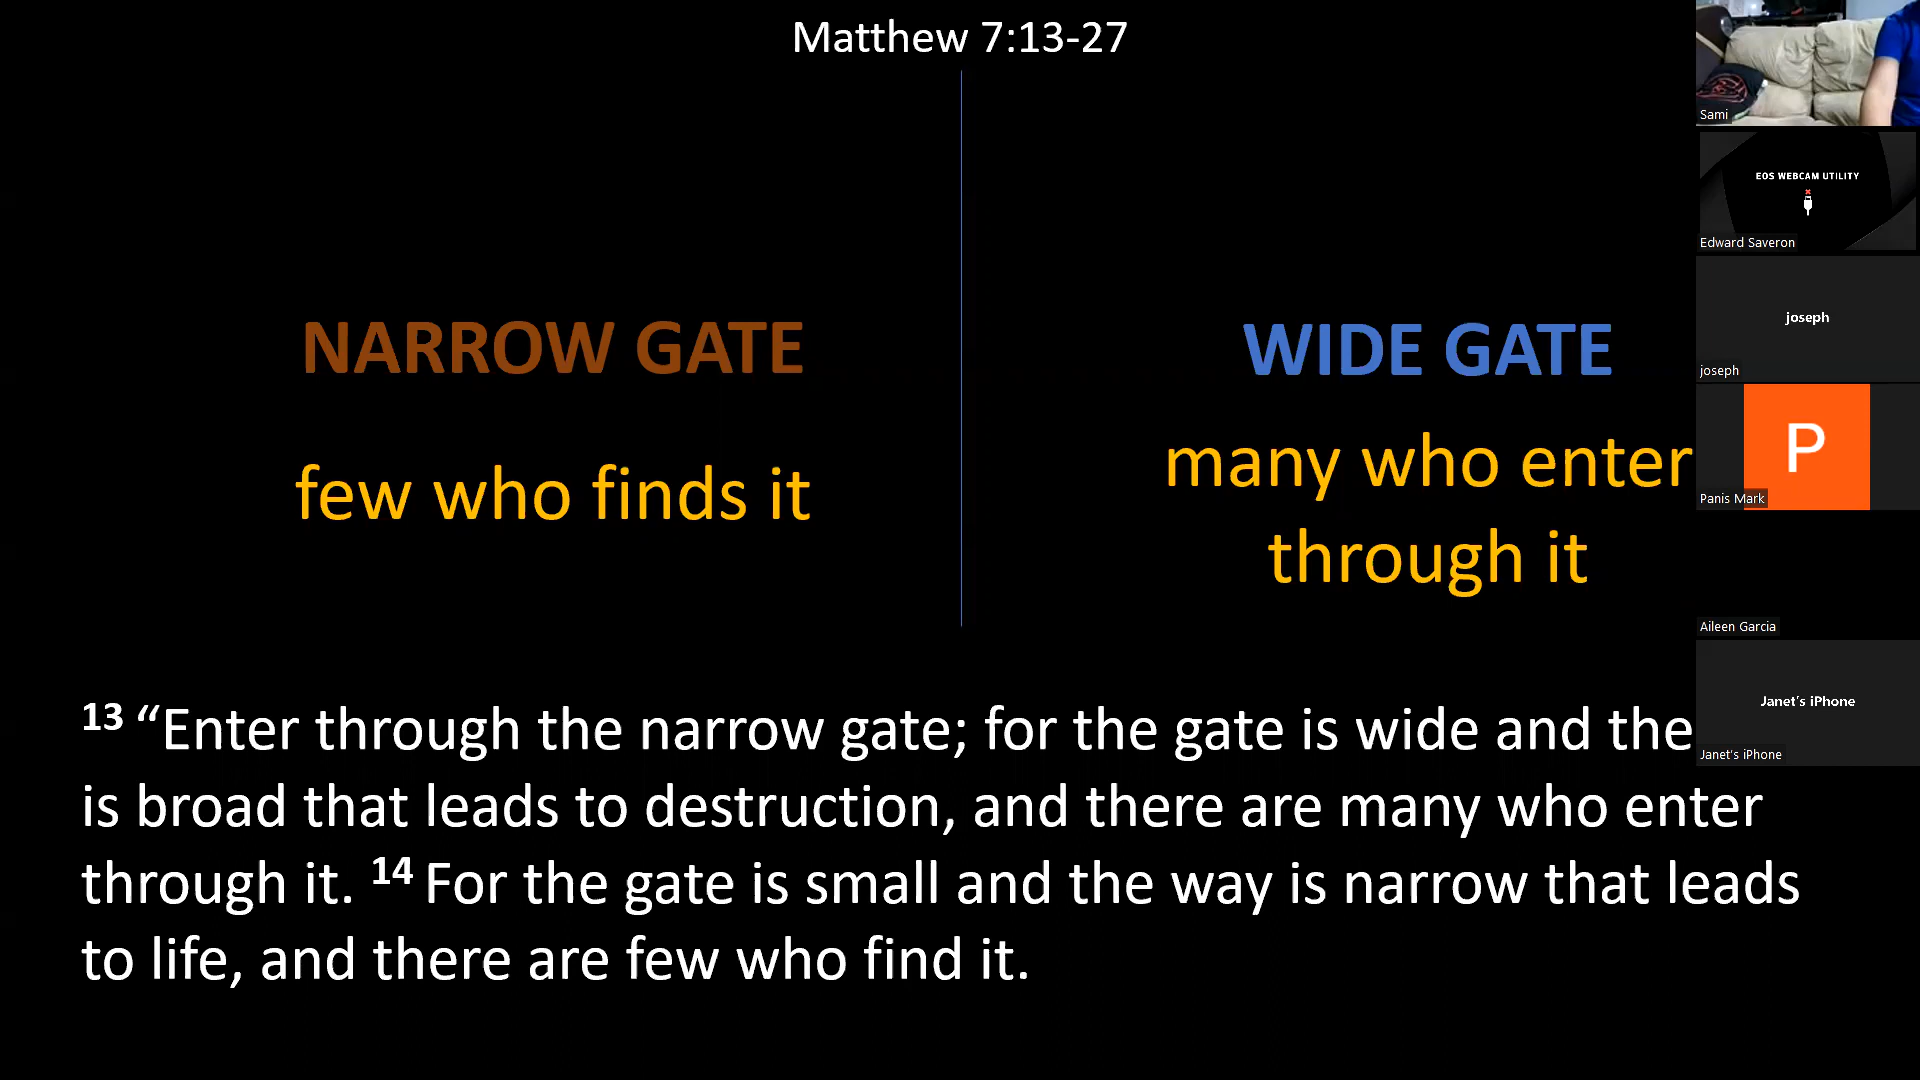 Matthew 7:13-27
NARROW GATE
few who finds it
WIDE GATE
many who enter
through it
13 “Enter through the narrow gate; for the gate is wide and the
is broad that leads to destruction, and there are many who enter
through it. 14 For the gate is small and the way is narrow that leads
to life, and there are few who find it.
Sami
EOS WEBCAM UTILITY
Edward Saveron
joseph
joseph
P
Panis Mark
Aileen Garcia
Janet's iPhone
Janet's iPhone